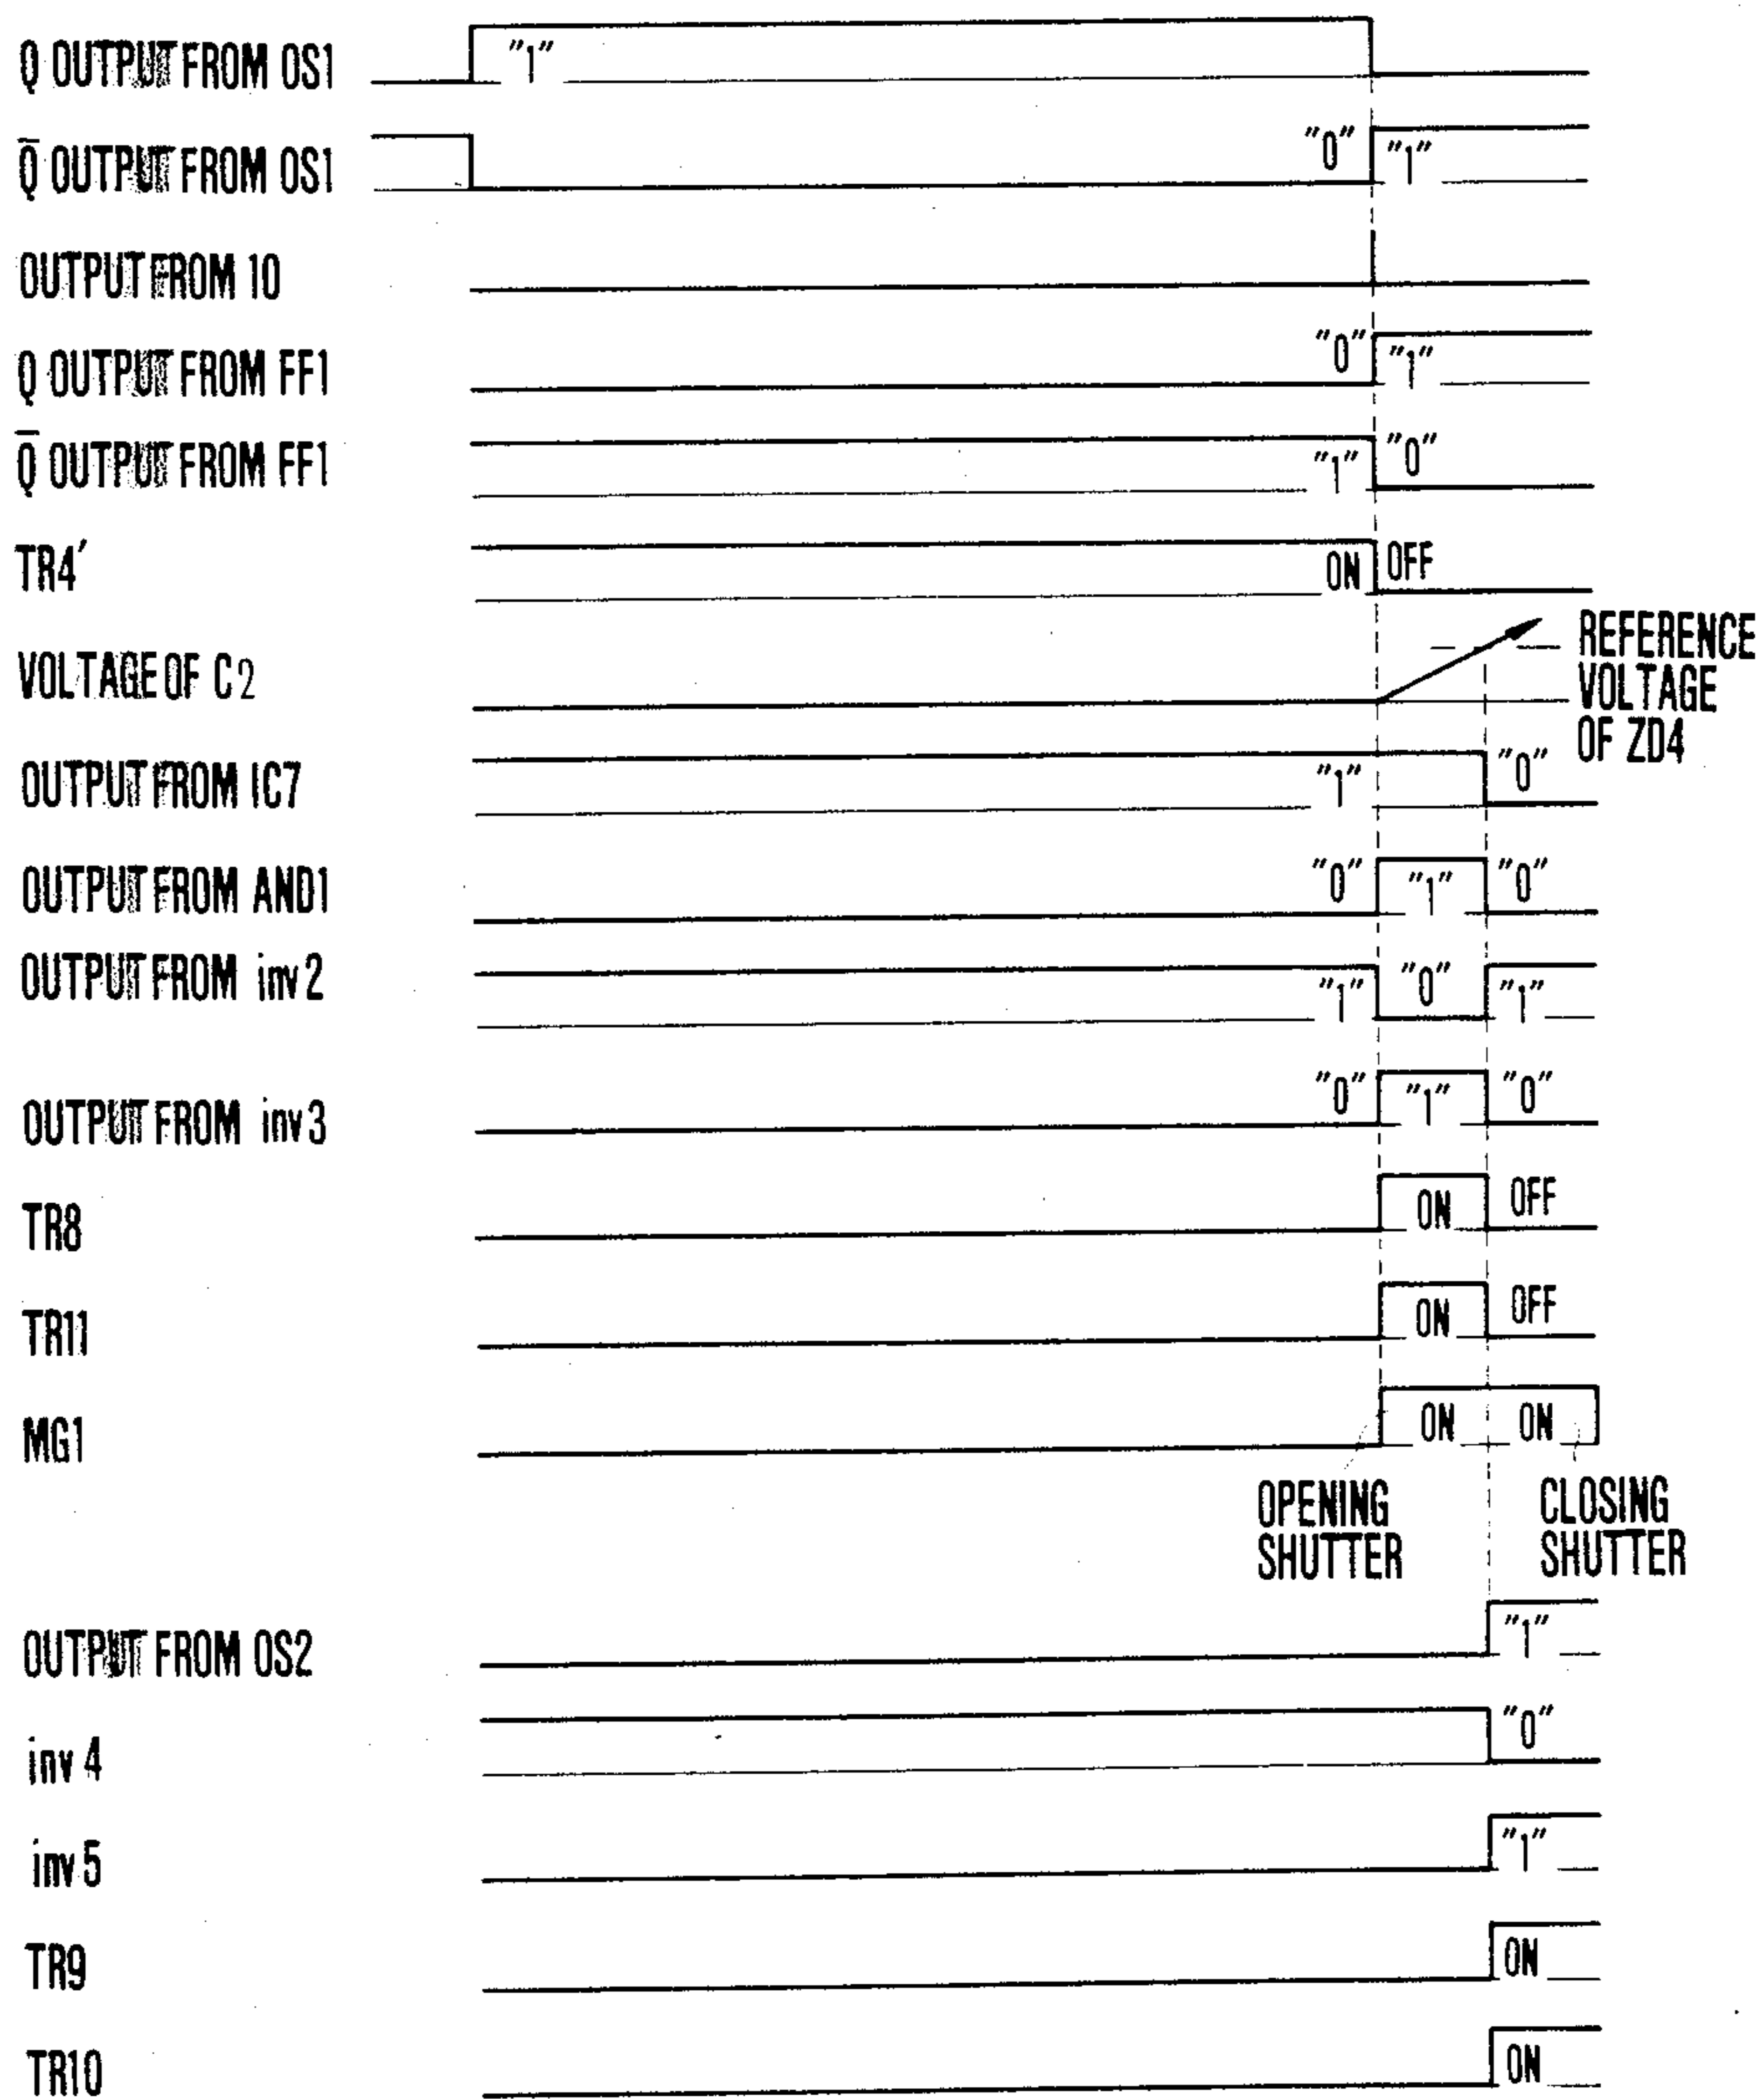 Q OUTPUT FROM OS1 "1"
Q̄ OUTPUT FROM OS1 "0" "1"
OUTPUT FROM 10
Q OUTPUT FROM FF1 "0" "1"
Q̄ OUTPUT FROM FF1 "1" "0"
TR4' ON OFF
VOLTAGE OF C2
REFERENCE
VOLTAGE
OF ZD4
OUTPUT FROM IC7 "1" "0"
OUTPUT FROM AND1 "0" "1" "0"
OUTPUT FROM inv2 "1" "0" "1"
OUTPUT FROM inv3 "0" "1" "0"
TR8 ON OFF
TR11 ON OFF
MG1 ON ON
OPENING
SHUTTER
CLOSING
SHUTTER
OUTPUT FROM OS2 "1"
inv 4 "0"
inv 5 "1"
TR9 ON
TR10 ON